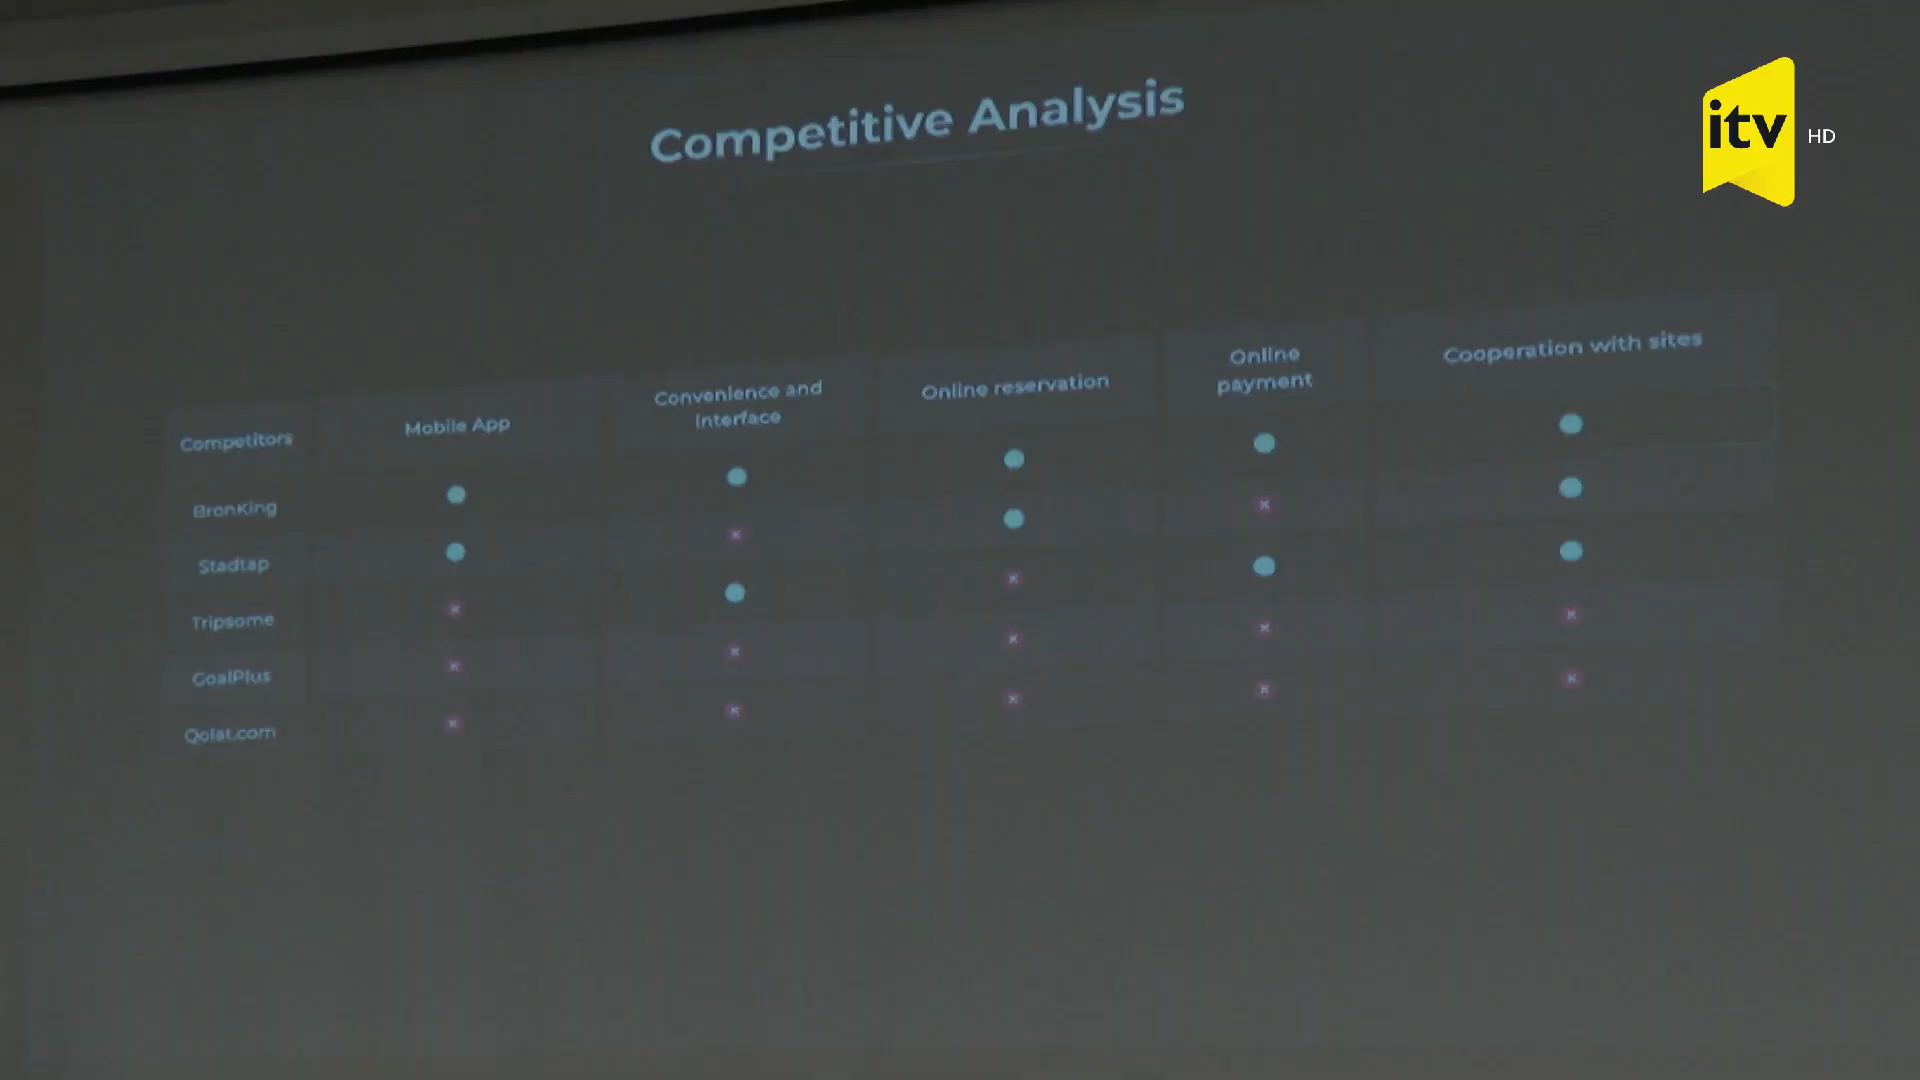 Competitive Analysis
itv HD
Competitors
Mobile App
Convenience and
Interface
Online reservation
Online
payment
Cooperation with sites
BronKing
Stadtap
Tripsome
GoalPlus
Qolat.com